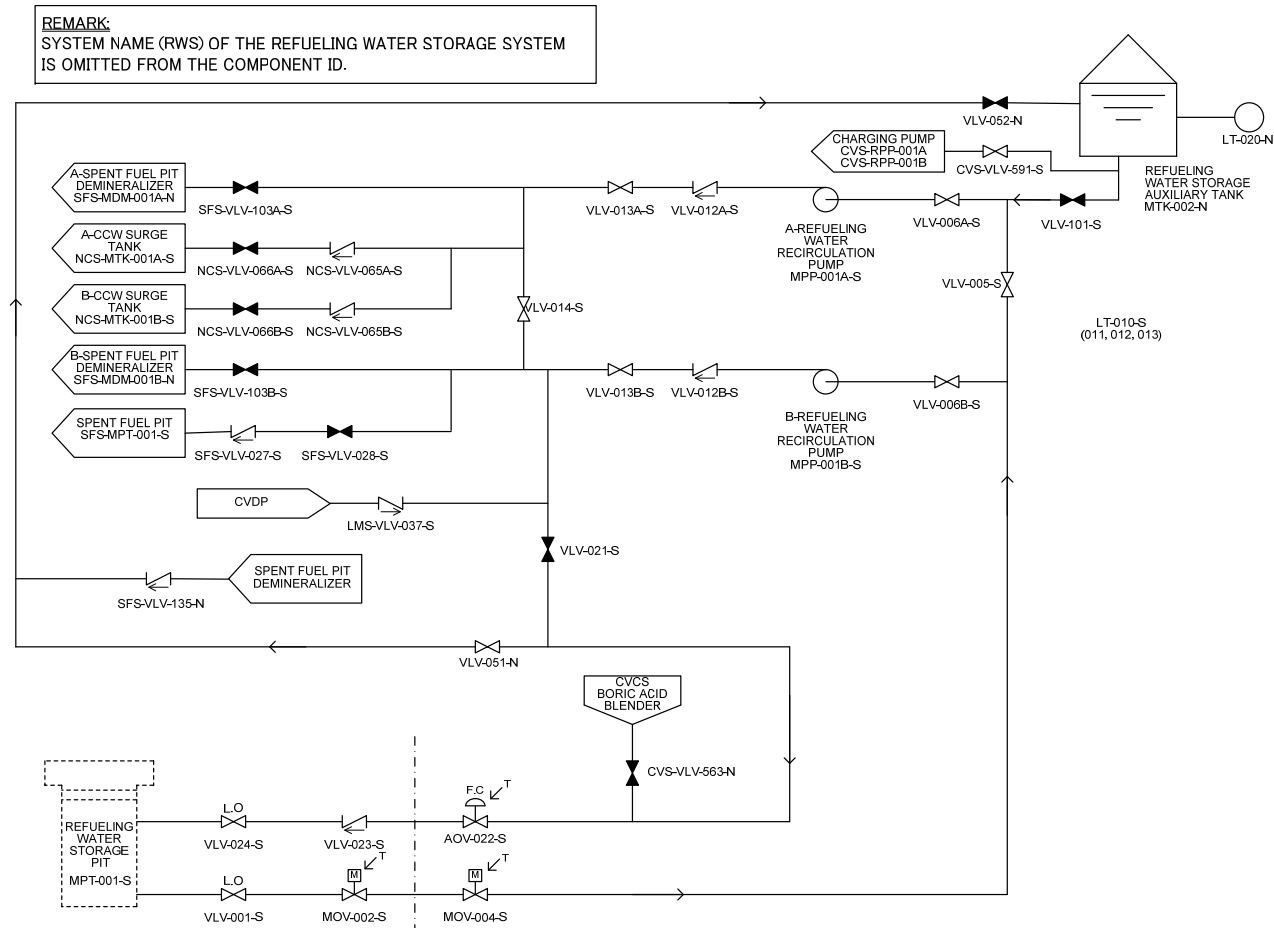 REMARK:
SYSTEM NAME (RWS) OF THE REFUELING WATER STORAGE SYSTEM
IS OMITTED FROM THE COMPONENT ID.
VLV-052-N
LT-020-N
CHARGING PUMP
CVS-RPP-001A
CVS-RPP-001B
CVS-VLV-591-S
REFUELING
WATER STORAGE
AUXILIARY TANK
MTK-002-N
A-SPENT FUEL PIT
DEMINERALIZER
SFS-MDM-001A-N
SFS-VLV-103A-S
VLV-013A-S
VLV-012A-S
VLV-006A-S
VLV-101-S
A-REFUELING
WATER
RECIRCULATION
PUMP
MPP-001A-S
A-CCW SURGE
TANK
NCS-MTK-001A-S
NCS-VLV-066A-S
NCS-VLV-065A-S
VLV-005-S
B-CCW SURGE
TANK
NCS-MTK-001B-S
NCS-VLV-066B-S
NCS-VLV-065B-S
VLV-014-S
LT-010-S
(011, 012, 013)
B-SPENT FUEL PIT
DEMINERALIZER
SFS-MDM-001B-N
SFS-VLV-103B-S
VLV-013B-S
VLV-012B-S
VLV-006B-S
B-REFUELING
WATER
RECIRCULATION
PUMP
MPP-001B-S
SPENT FUEL PIT
SFS-MPT-001-S
SFS-VLV-027-S
SFS-VLV-028-S
CVDP
LMS-VLV-037-S
VLV-021-S
SPENT FUEL PIT
DEMINERALIZER
SFS-VLV-135-N
VLV-051-N
CVCS
BORIC ACID
BLENDER
CVS-VLV-563-N
REFUELING
WATER
STORAGE
PIT
MPT-001-S
L.O
VLV-024-S
VLV-023-S
F.C
T
AOV-022-S
L.O
VLV-001-S
M
T
MOV-002-S
M
T
MOV-004-S